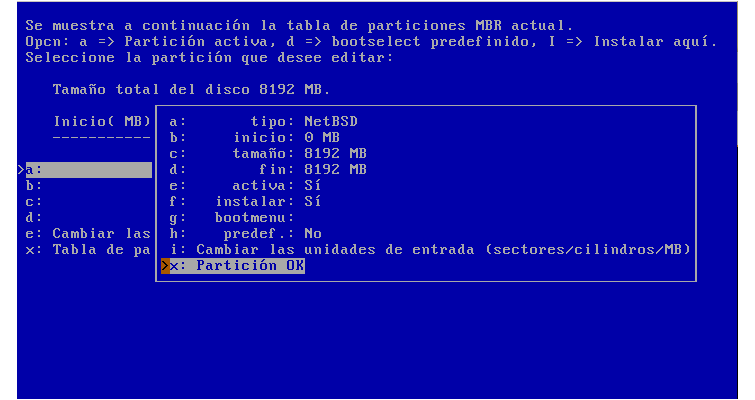 Se muestra a continuación la tabla de particiones MBR actual.
Opcn: a => Partición activa, d => bootselect predefinido, I => Instalar aquí.
Seleccione la partición que desee editar:
Tamaño total del disco 8192 MB.
Inicio( MB)
-----------
>a:
b:
c:
d:
e: Cambiar las
x: Tabla de pa
a: tipo: NetBSD
b: inicio: 0 MB
c: tamaño: 8192 MB
d: fin: 8192 MB
e: activa: Sí
f: instalar: Sí
g: bootmenu:
h: predef.: No
i: Cambiar las unidades de entrada (sectores/cilindros/MB)
>x: Partición OK